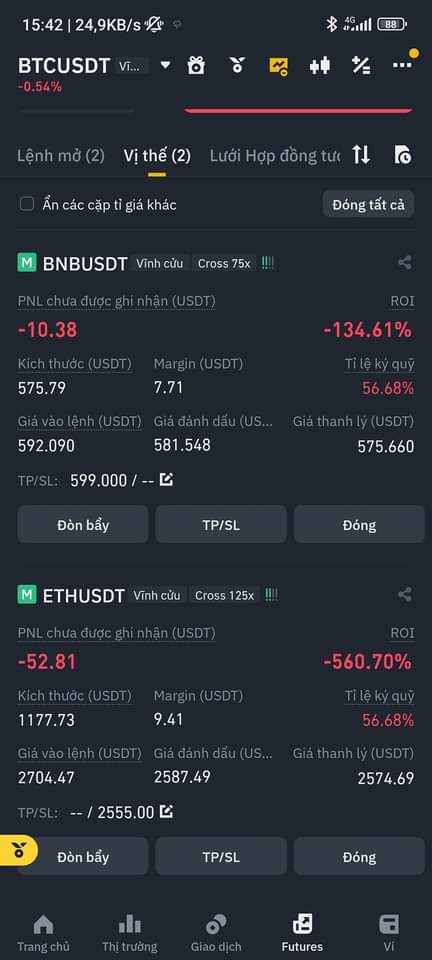 15:42 | 24,9KB/s 4G 88
BTCUSDT Vĩ...
-0.54%
Lệnh mở (2) Vị thế (2) Lưới Hợp đồng tươ
Ẩn các cặp tỉ giá khác Đóng tất cả
M BNBUSDT Vĩnh cửu Cross 75x
PNL chưa được ghi nhận (USDT) ROI
-10.38 -134.61%
Kích thước (USDT) Margin (USDT) Tỉ lệ ký quỹ
575.79 7.71 56.68%
Giá vào lệnh (USDT) Giá đánh dấu (US... Giá thanh lý (USDT)
592.090 581.548 575.660
TP/SL: 599.000 / --
Đòn bẩy TP/SL Đóng
M ETHUSDT Vĩnh cửu Cross 125x
PNL chưa được ghi nhận (USDT) ROI
-52.81 -560.70%
Kích thước (USDT) Margin (USDT) Tỉ lệ ký quỹ
1177.73 9.41 56.68%
Giá vào lệnh (USDT) Giá đánh dấu (US... Giá thanh lý (USDT)
2704.47 2587.49 2574.69
TP/SL: -- / 2555.00
Đòn bẩy TP/SL Đóng
Trang chủ Thị trường Giao dịch Futures Ví